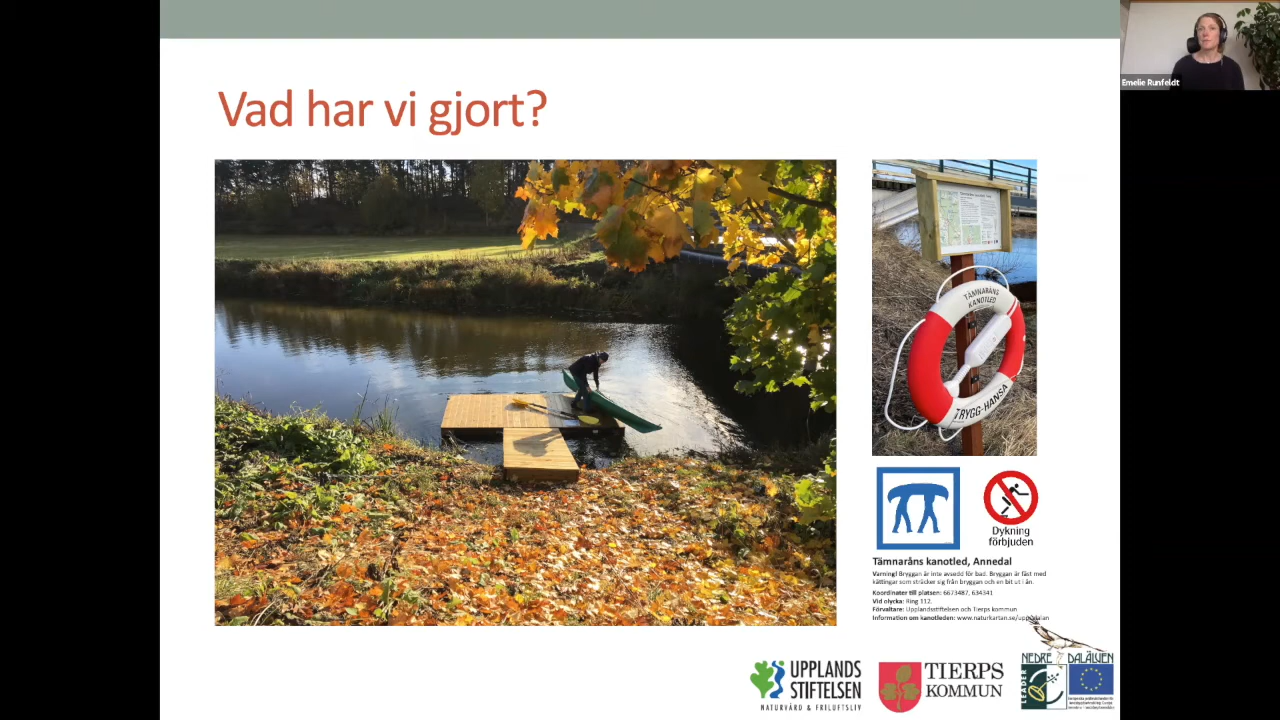 Emelie Runfeldt
Vad har vi gjort?
TÄMNARÅNS
KANOTLED
TRYGG-HANSA
Dykning
förbjuden
Tämnaråns kanotled, Annedal
Varning! Bryggan är inte avsedd för bad. Bryggan är fäst med
kättingar som sträcker sig från bryggan och en bit ut i ån.
Koordinater till platsen: 6673487, 634341
Vid olycka: Ring 112.
Förvaltare: Upplandsstiftelsen och Tierps kommun
Information om kanotleden: www.naturkartan.se/uppdalan
UPPLANDS
STIFTELSEN
NATURVÅRD & FRILUFTSLIV
TIERPS
KOMMUN
NEDRE DALÄLVEN
LEADER